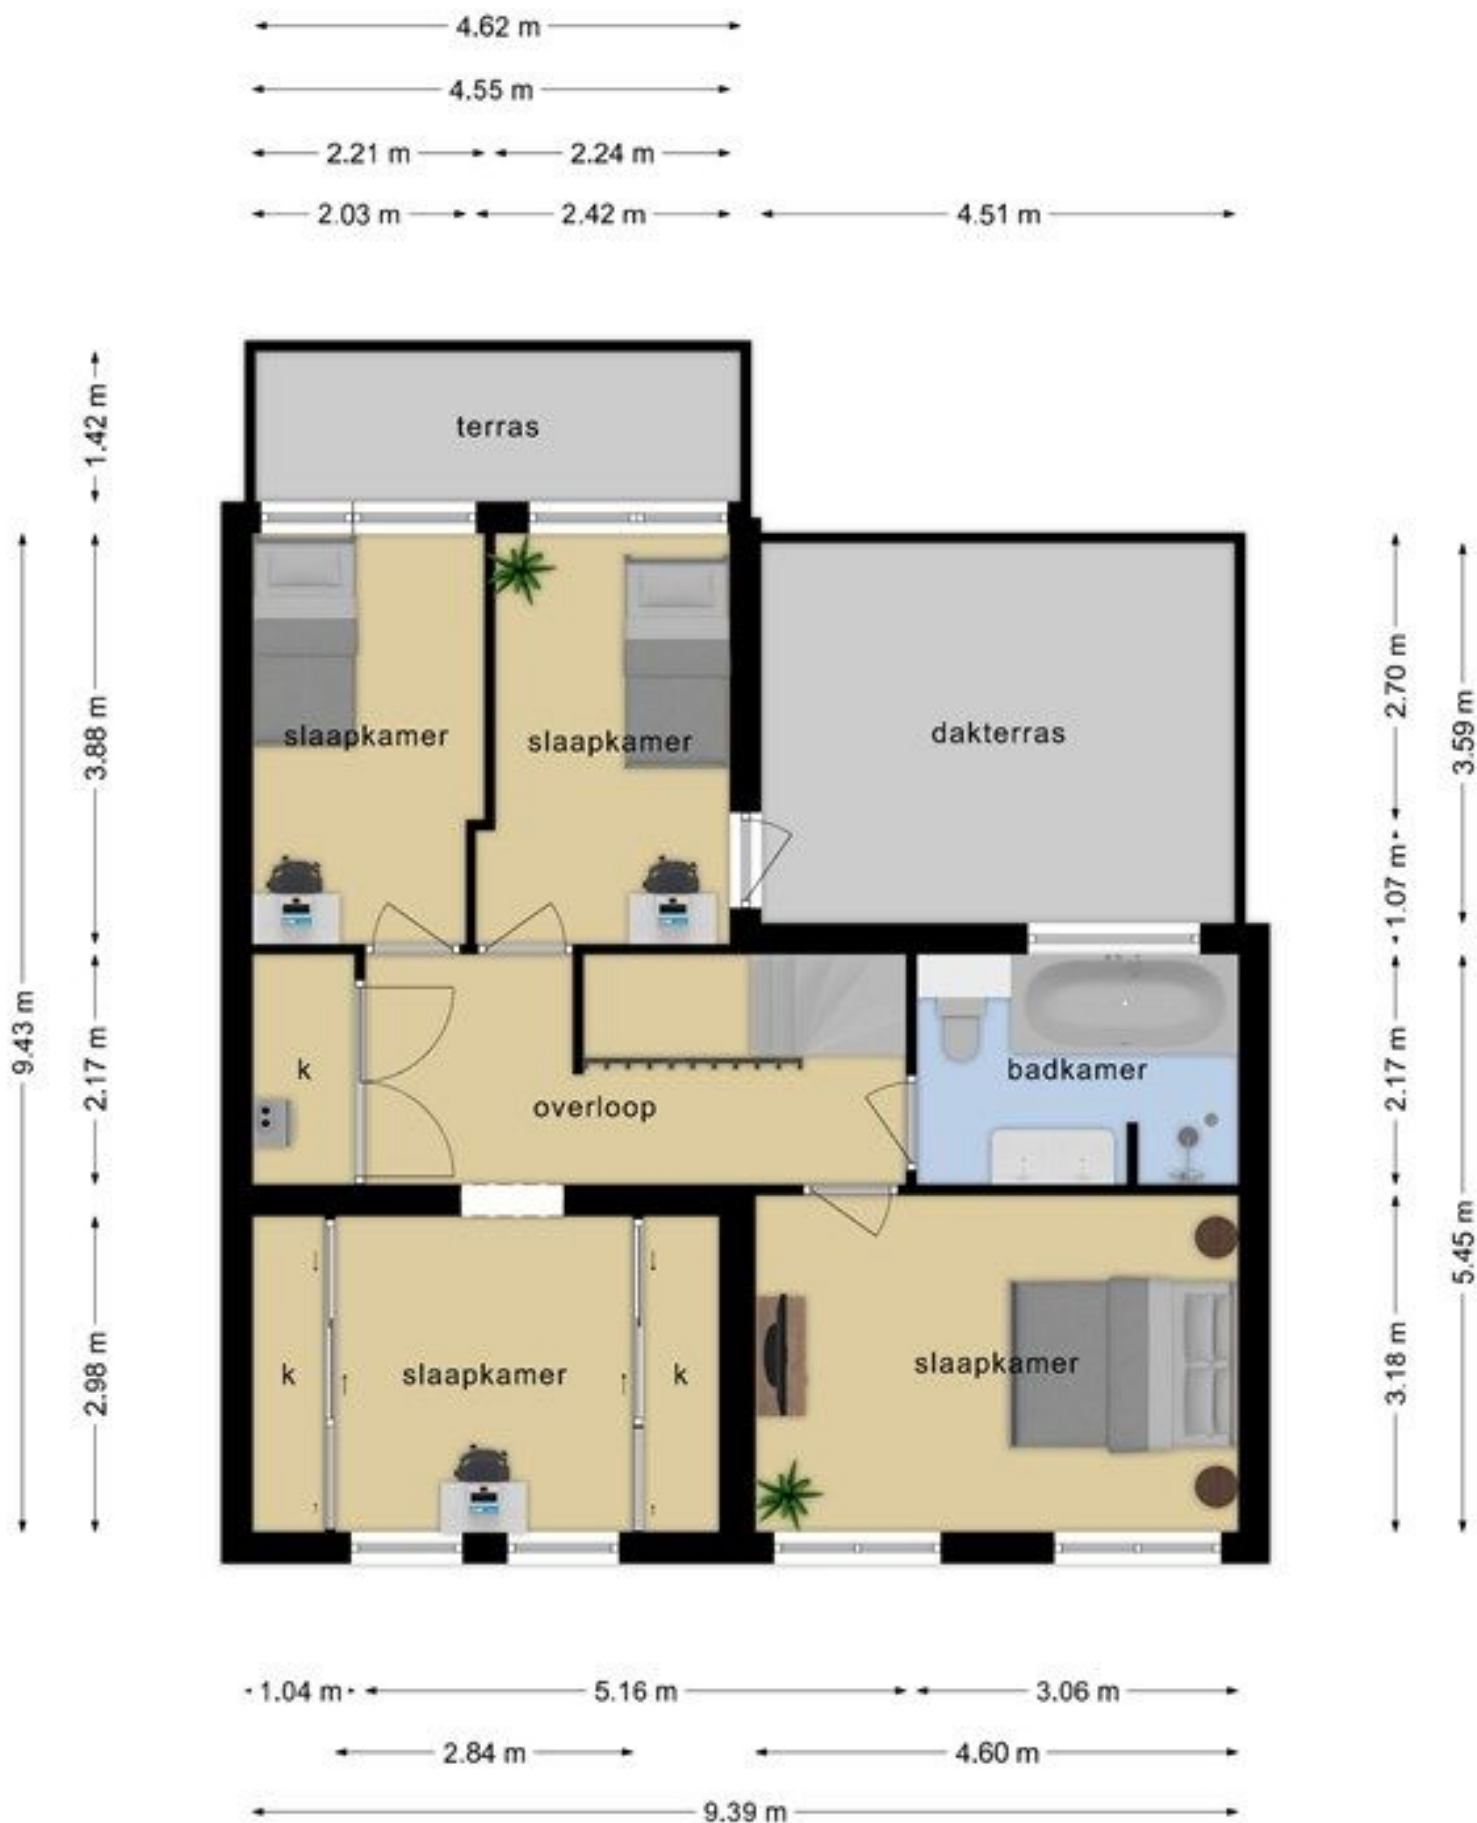 4.62 m
4.55 m
2.21 m
2.24 m
2.03 m
2.42 m
4.51 m
1.42 m
terras
3.88 m
9.43 m
2.17 m
2.98 m
slaapkamer
slaapkamer
dakterras
2.70 m
3.59 m
1.07 m
2.17 m
5.45 m
3.18 m
k
overloop
badkamer
k
slaapkamer
k
slaapkamer
1.04 m
5.16 m
3.06 m
2.84 m
4.60 m
9.39 m